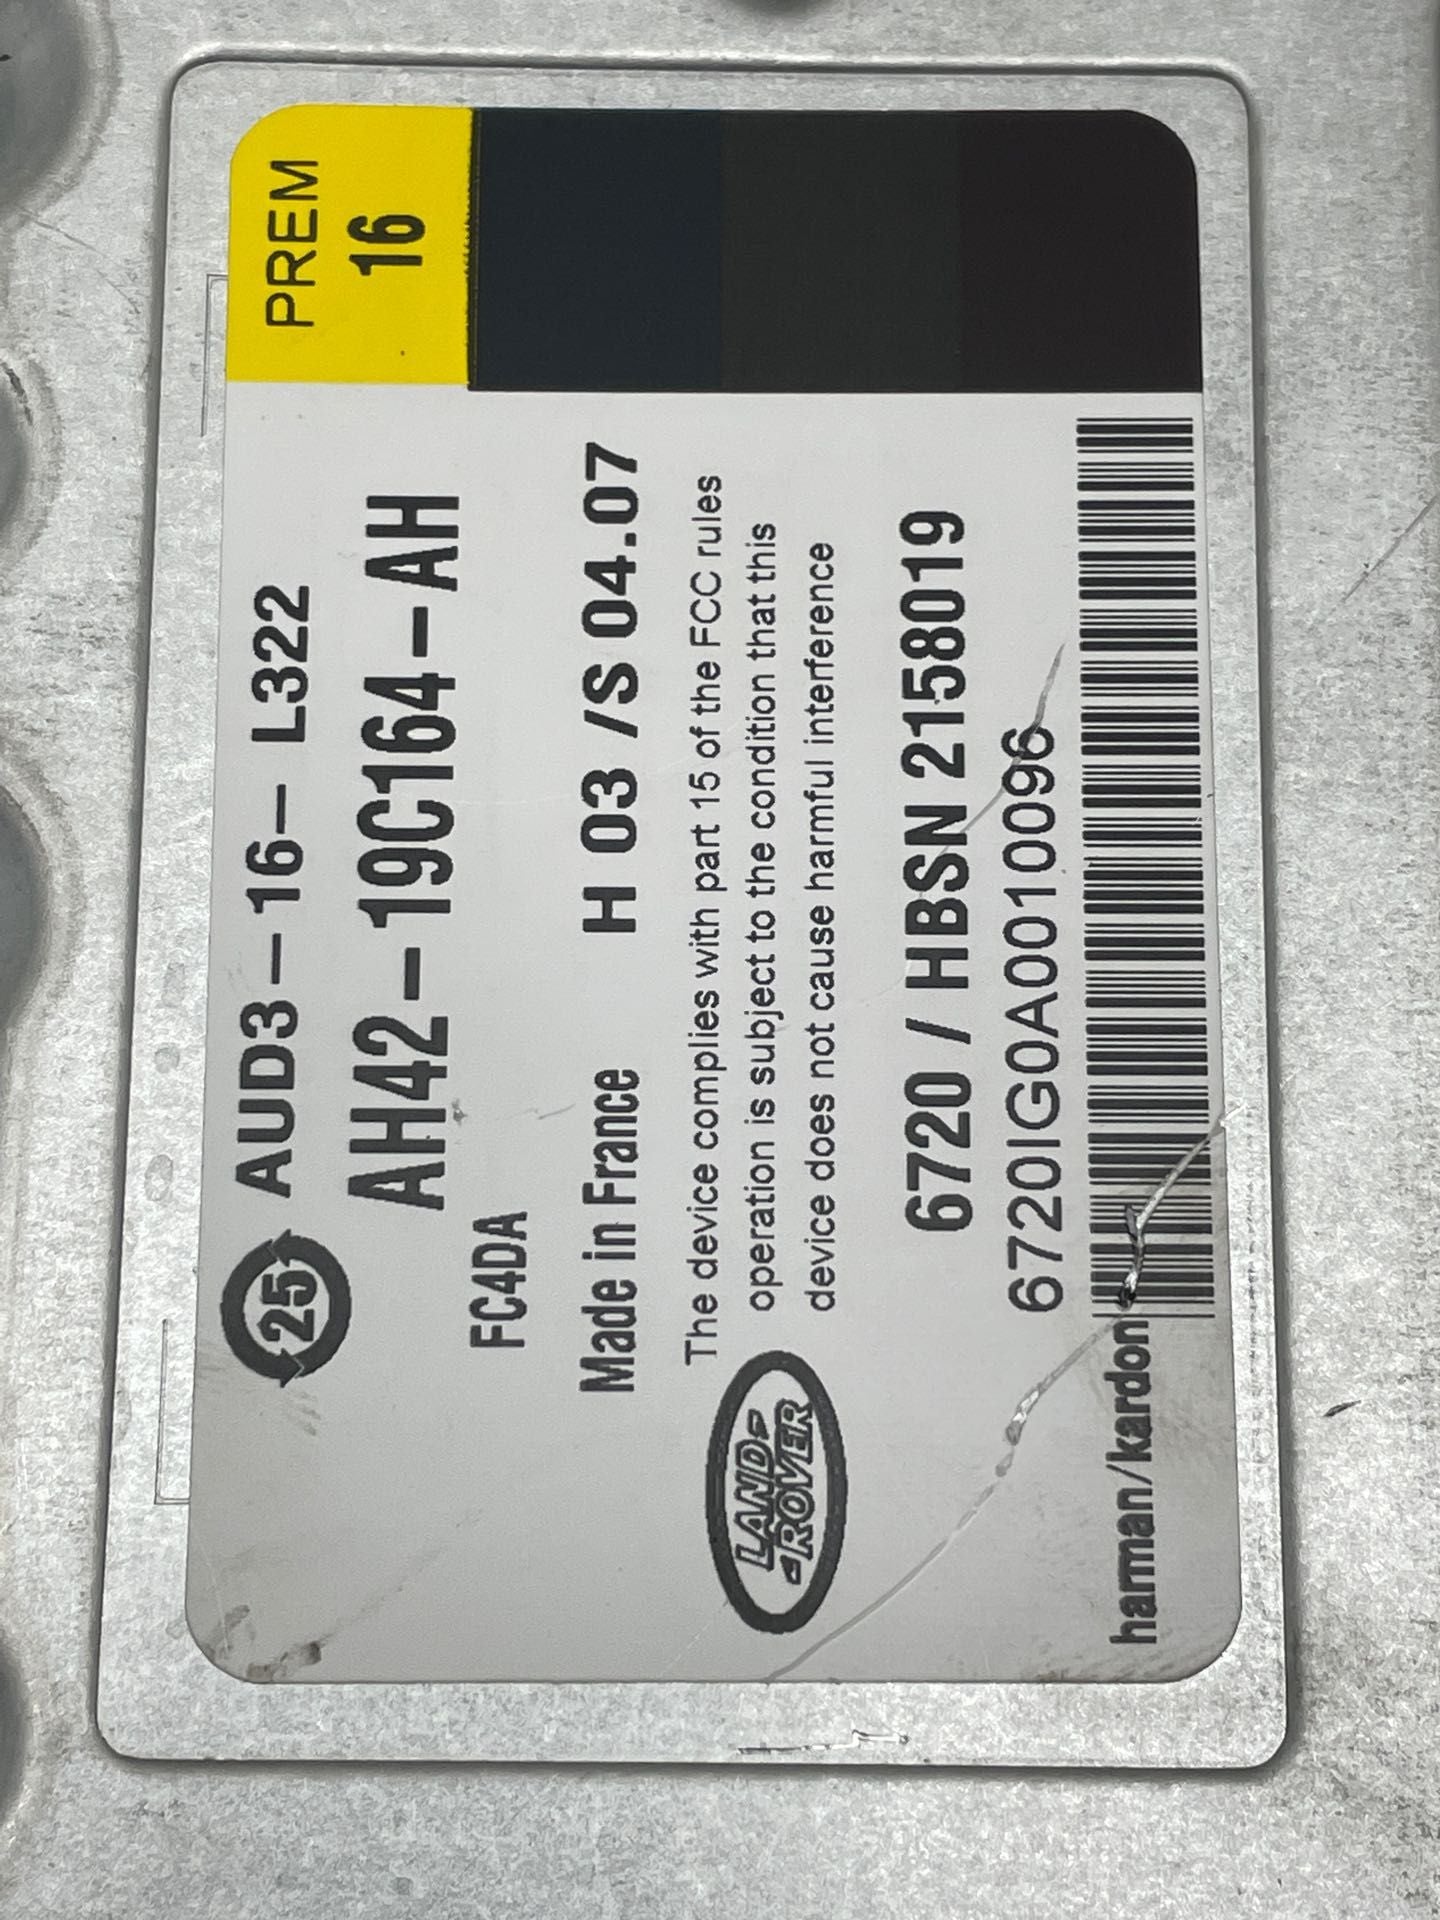 PREM
16
25
AUD3-16- L322
AH42-19C164-AH
FC4DA
Made in France H 03 /S 04.07
The device complies with part 15 of the FCC rules
operation is subject to the condition that this
device does not cause harmful interference
LAND-
-ROVER
6720 / HBSN 2158019
6720IG0A0010096
harman/kardon